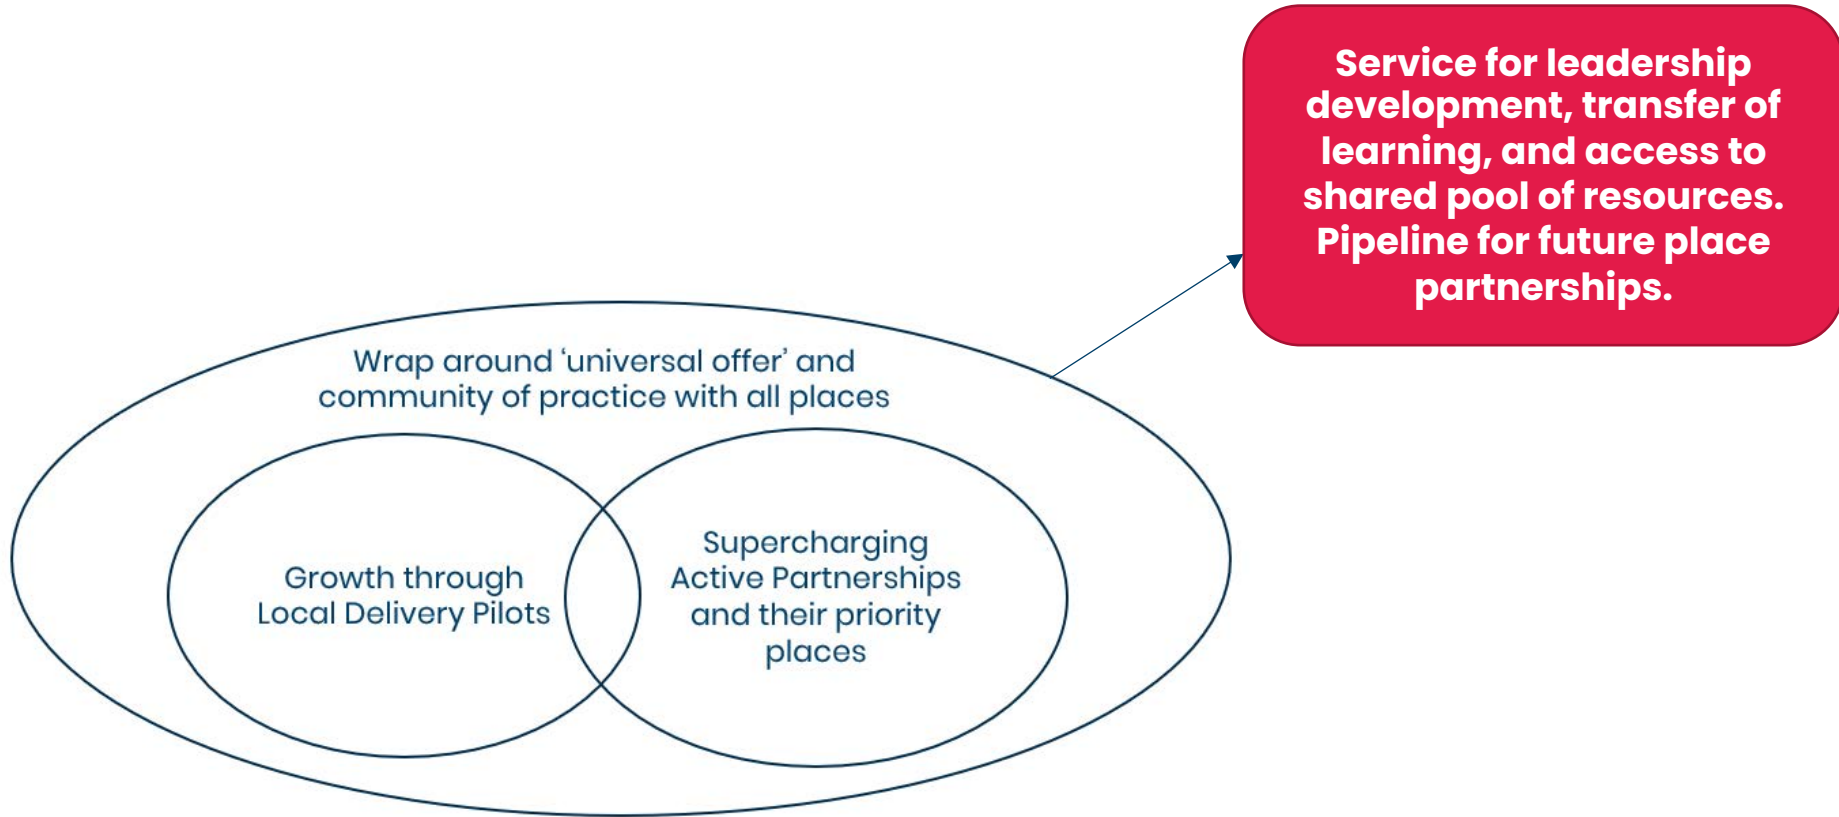 Service for leadership
development, transfer of
learning, and access to
shared pool of resources.
Pipeline for future place
partnerships.
Wrap around ‘universal offer’ and
community of practice with all places
Growth through
Local Delivery Pilots
Supercharging
Active Partnerships
and their priority
places